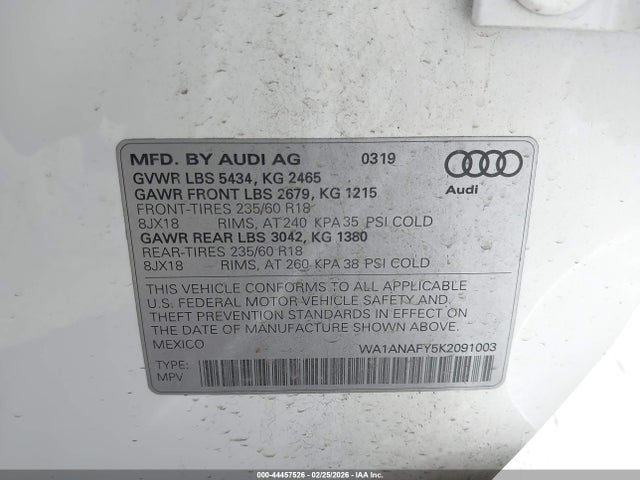 MFD. BY AUDI AG 0319
GVWR LBS 5434, KG 2465
GAWR FRONT LBS 2679, KG 1215
FRONT-TIRES 235/60 R18
8JX18 RIMS, AT 240 KPA 35 PSI COLD
GAWR REAR LBS 3042, KG 1380
REAR-TIRES 235/60 R18
8JX18 RIMS, AT 260 KPA 38 PSI COLD
Audi
THIS VEHICLE CONFORMS TO ALL APPLICABLE
U.S. FEDERAL MOTOR VEHICLE SAFETY AND
THEFT PREVENTION STANDARDS IN EFFECT ON
THE DATE OF MANUFACTURE SHOWN ABOVE.
MEXICO WA1ANAFY5K2091003
TYPE:
MPV
000-44457526 - 02/25/2026 - IAA Inc.